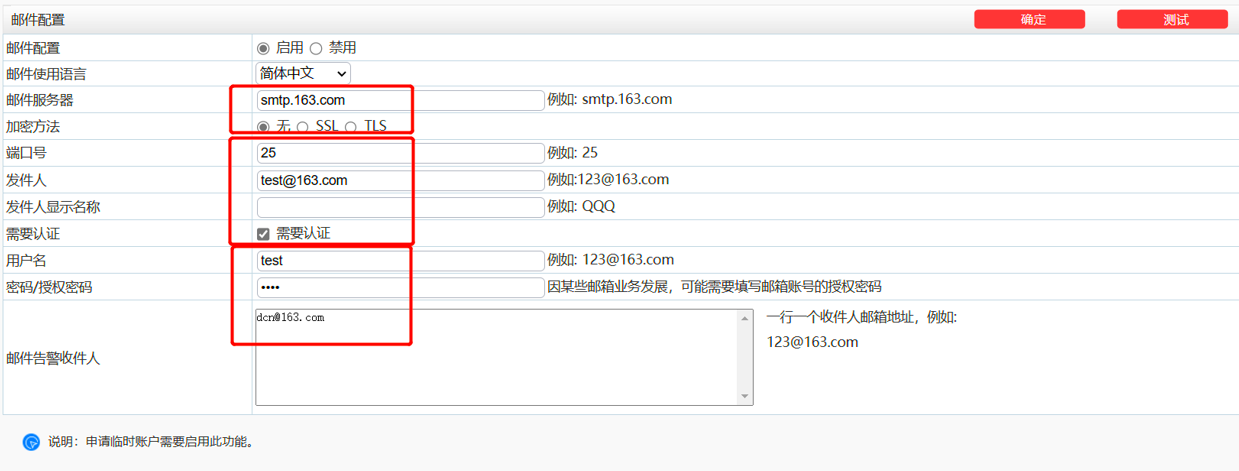 邮件配置 确定 测试
邮件配置 启用 禁用
邮件使用语言 简体中文
邮件服务器 smtp.163.com 例如: smtp.163.com
加密方法 无 SSL TLS
端口号 25 例如: 25
发件人 test@163.com 例如:123@163.com
发件人显示名称 例如: QQQ
需要认证 需要认证
用户名 test 例如: 123@163.com
密码/授权密码 •••• 因某些邮箱业务发展，可能需要填写邮箱账号的授权密码
邮件告警收件人 dcn@163.com 一行一个收件人邮箱地址，例如:
123@163.com
说明：申请临时账户需要启用此功能。